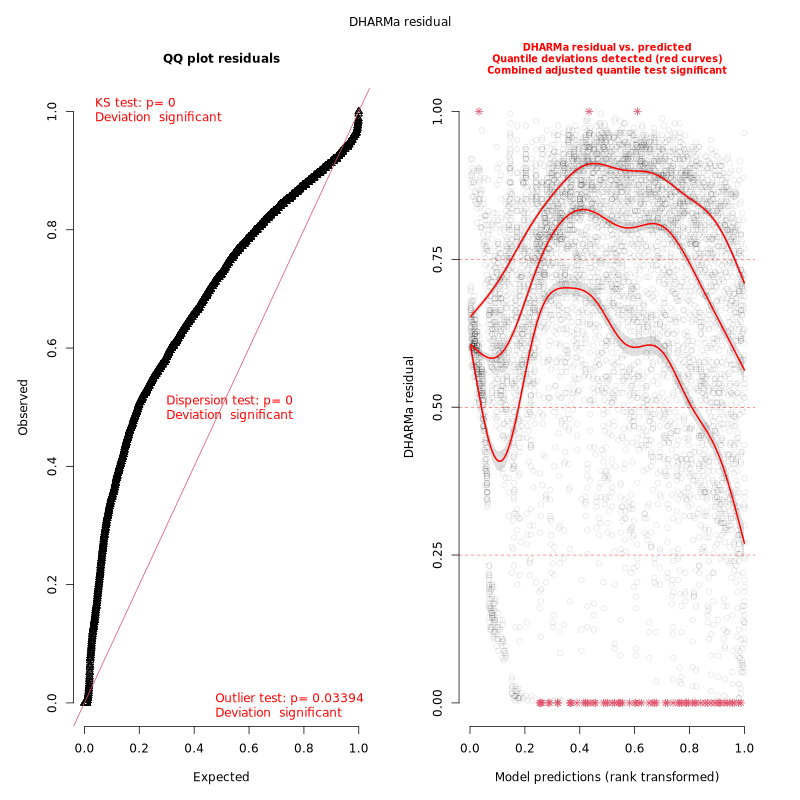 DHARMa residual
QQ plot residuals
KS test: p= 0
Deviation significant
Dispersion test: p= 0
Deviation significant
Outlier test: p= 0.03394
Deviation significant
Observed
0.0
0.2
0.4
0.6
0.8
1.0
0.0
0.2
0.4
0.6
0.8
1.0
Expected
DHARMa residual vs. predicted
Quantile deviations detected (red curves)
Combined adjusted quantile test significant
DHARMa residual
0.00
0.25
0.50
0.75
1.00
0.0
0.2
0.4
0.6
0.8
1.0
Model predictions (rank transformed)